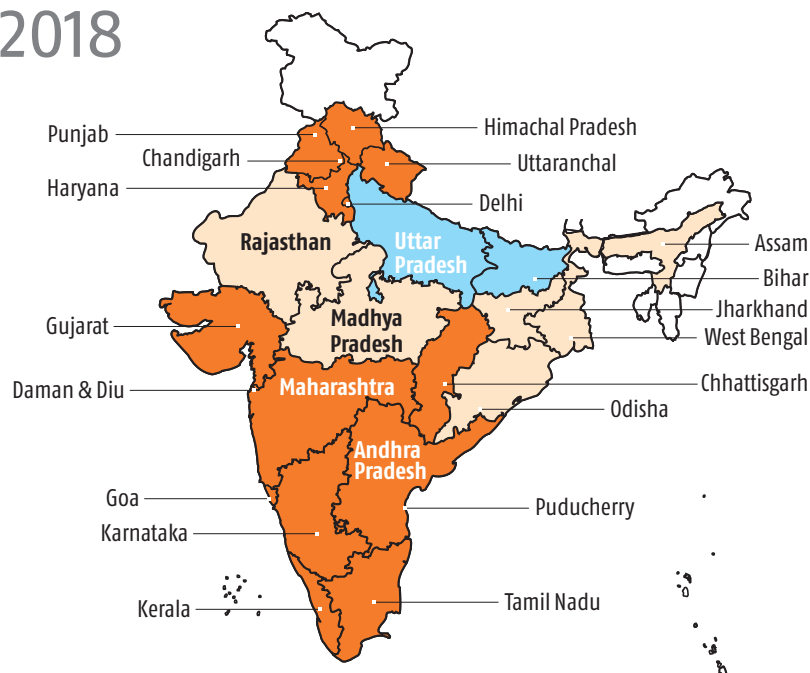 2018
Punjab
Himachal Pradesh
Chandigarh
Uttaranchal
Haryana
Delhi
Rajasthan
Uttar
Pradesh
Assam
Bihar
Jharkhand
Gujarat
Madhya
Pradesh
West Bengal
Daman & Diu
Maharashtra
Chhattisgarh
Odisha
Andhra
Pradesh
Goa
Puducherry
Karnataka
Kerala
Tamil Nadu